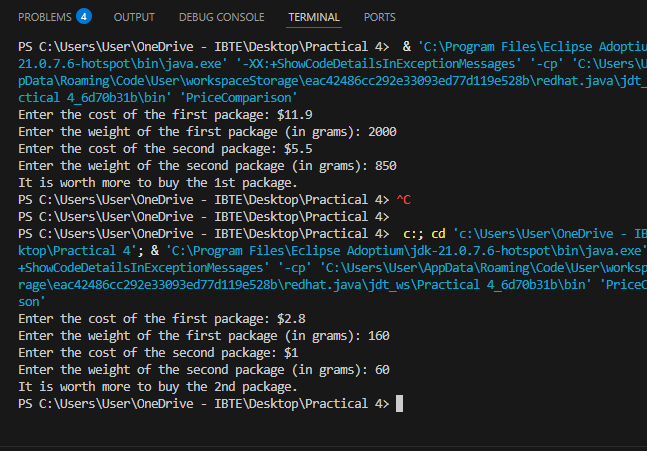 PROBLEMS 4 OUTPUT DEBUG CONSOLE TERMINAL PORTS
PS C:\Users\User\OneDrive - IBTE\Desktop\Practical 4>  & 'C:\Program Files\Eclipse Adoptium
21.0.7.6-hotspot\bin\java.exe' '-XX:+ShowCodeDetailsInExceptionMessages' '-cp' 'C:\Users\U
pData\Roaming\Code\User\workspaceStorage\eac42486cc292e33093ed77d119e528b\redhat.java\jdt_
ctical 4_6d70b31b\bin' 'PriceComparison'
Enter the cost of the first package: $11.9
Enter the weight of the first package (in grams): 2000
Enter the cost of the second package: $5.5
Enter the weight of the second package (in grams): 850
It is worth more to buy the 1st package.
PS C:\Users\User\OneDrive - IBTE\Desktop\Practical 4> ^C
PS C:\Users\User\OneDrive - IBTE\Desktop\Practical 4>
PS C:\Users\User\OneDrive - IBTE\Desktop\Practical 4>  c:; cd 'c:\Users\User\OneDrive - IB
ktop\Practical 4'; & 'C:\Program Files\Eclipse Adoptium\jdk-21.0.7.6-hotspot\bin\java.exe'
+ShowCodeDetailsInExceptionMessages' '-cp' 'C:\Users\User\AppData\Roaming\Code\User\worksp
rage\eac42486cc292e33093ed77d119e528b\redhat.java\jdt_ws\Practical 4_6d70b31b\bin' 'PriceC
son'
Enter the cost of the first package: $2.8
Enter the weight of the first package (in grams): 160
Enter the cost of the second package: $1
Enter the weight of the second package (in grams): 60
It is worth more to buy the 2nd package.
PS C:\Users\User\OneDrive - IBTE\Desktop\Practical 4>